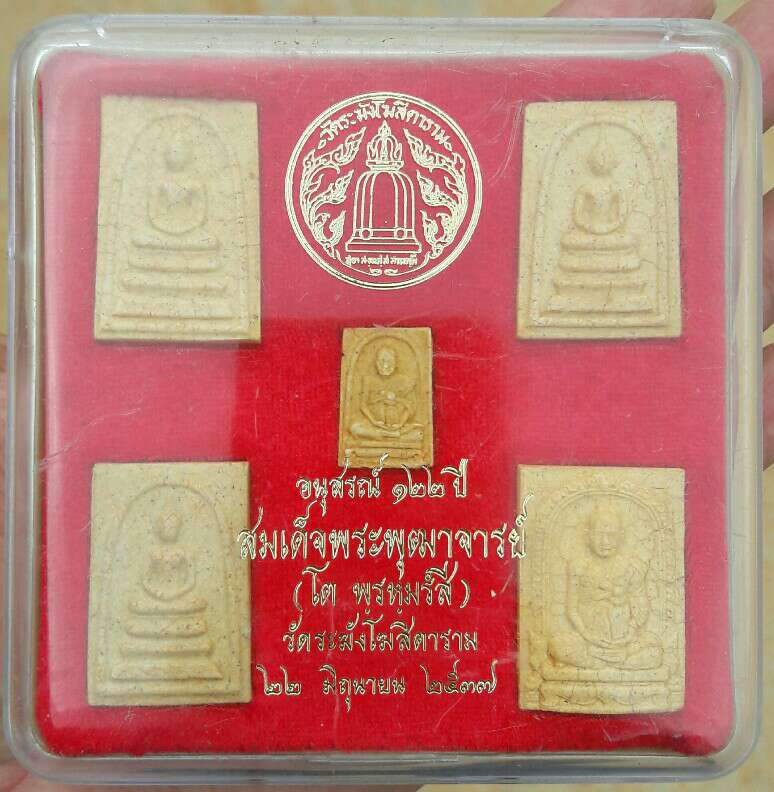 วัดระฆังโฆสิตาราม
๒๔
อนุสรณ์ ๑๒๒ ปี
สมเด็จพระพุฒาจารย์
(โต พรหฺมรํสี)
วัดระฆังโฆสิตาราม
๒๒ มิถุนายน ๒๕๓๗